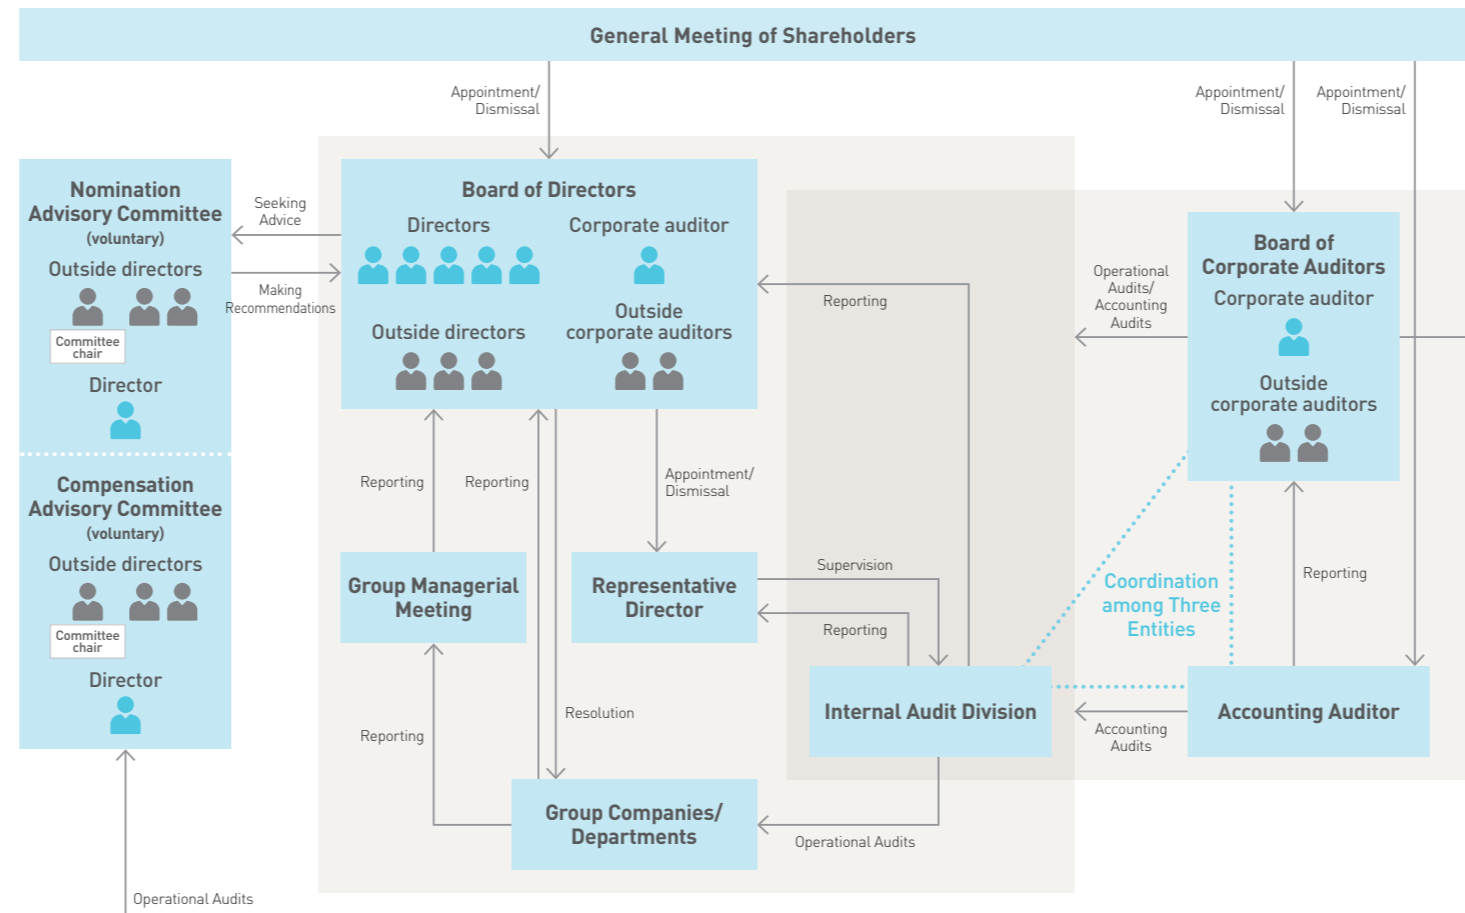 General Meeting of Shareholders
Appointment/
Dismissal
Appointment/
Dismissal
Appointment/
Dismissal
Nomination
Advisory Committee
(voluntary)
Outside directors
Committee
chair
Director
Compensation
Advisory Committee
(voluntary)
Outside directors
Committee
chair
Director
Operational Audits
Seeking
Advice
Making
Recommendations
Board of Directors
Directors
Corporate auditor
Outside directors
Outside
corporate auditors
Reporting
Reporting
Appointment/
Dismissal
Reporting
Group Managerial
Meeting
Representative
Director
Supervision
Reporting
Reporting
Resolution
Internal Audit Division
Group Companies/
Departments
Operational Audits
Operational
Audits/
Accounting
Audits
Board of
Corporate Auditors
Corporate auditor
Outside
corporate auditors
Coordination
among Three
Entities
Reporting
Accounting
Audits
Accounting Auditor